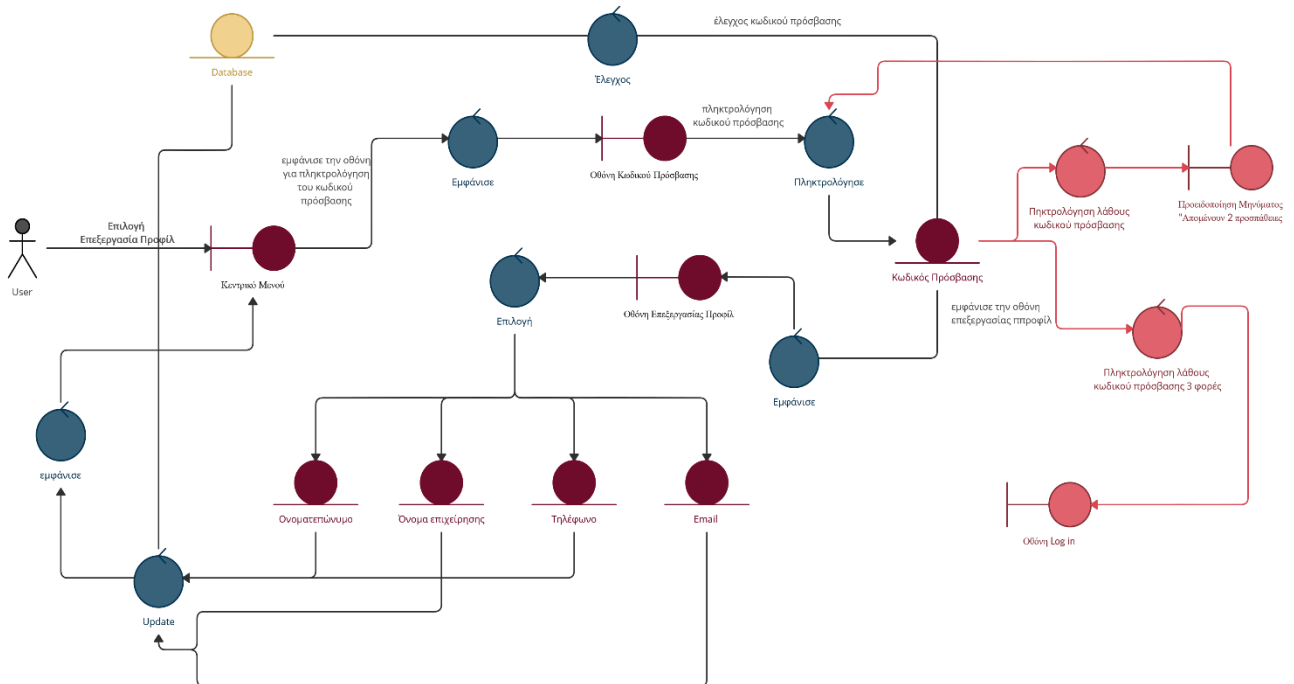 έλεγχος κωδικού πρόσβασης
Database
Έλεγχος
πληκτρολόγηση
κωδικού πρόσβασης
εμφάνισε την οθόνη
για πληκτρολόγηση
του κωδικού
πρόσβασης
Εμφάνισε
Οθόνη Κωδικού Πρόσβασης
Πληκτρολόγησε
Πηκτρολόγηση λάθους
κωδικού πρόσβασης
Προειδοποίηση Μηνύματος
"Απομένουν 2 προσπάθειες
Επιλογή
Επεξεργασία Προφίλ
User
Κεντρικό Μενού
Κωδικός Πρόσβασης
Επιλογή
Οθόνη Επεξεργασίας Προφίλ
εμφάνισε την οθόνη
επεξεργασίας ππροφίλ
Εμφάνισε
Πληκτρολόγηση λάθους
κωδικού πρόσβασης 3 φορές
εμφάνισε
Ονοματεπώνυμο
Όνομα επιχείρησης
Τηλέφωνο
Email
Οθόνη Log in
Update